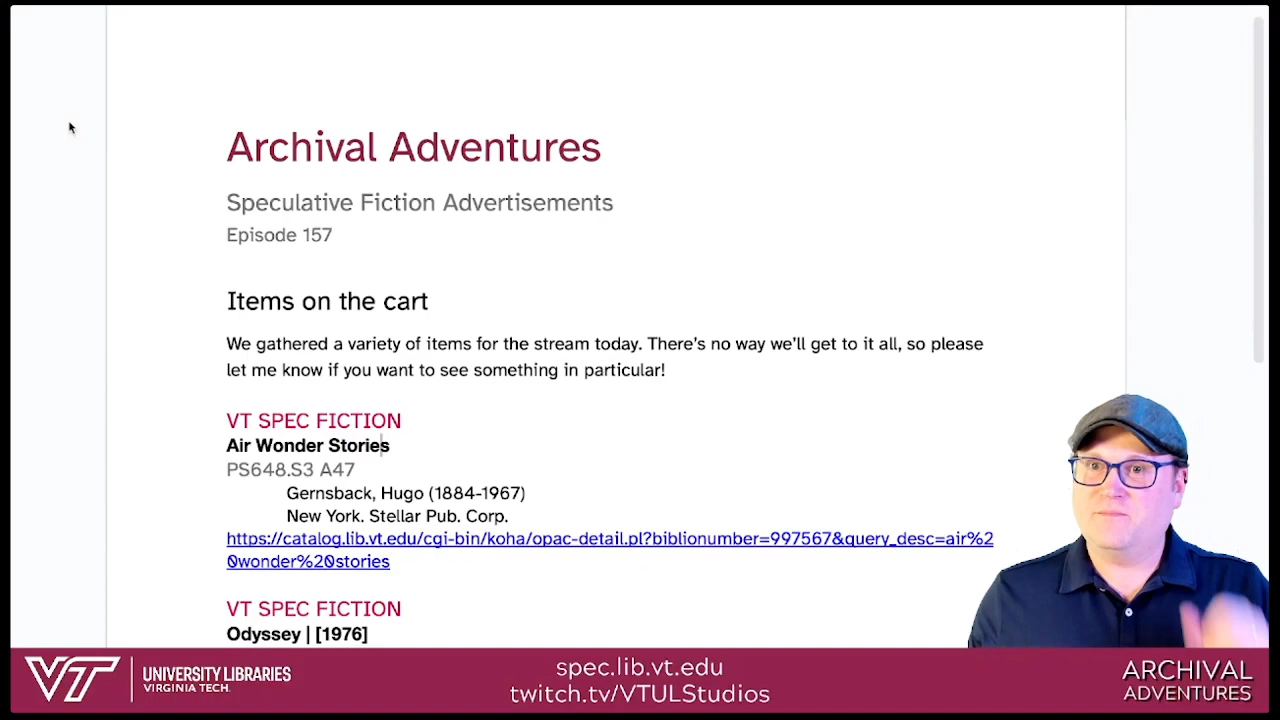 Archival Adventures
Speculative Fiction Advertisements
Episode 157
Items on the cart
We gathered a variety of items for the stream today. There's no way we'll get to it all, so please
let me know if you want to see something in particular!
VT SPEC FICTION
Air Wonder Stories
PS648.S3 A47
Gernsback, Hugo (1884-1967)
New York. Stellar Pub. Corp.
https://catalog.lib.vt.edu/cgi-bin/koha/opac-detail.pl?biblionumber=997567&query_desc=air%2
0wonder%20stories
VT SPEC FICTION
Odyssey | [1976]
VT
UNIVERSITY LIBRARIES
VIRGINIA TECH.
spec.lib.vt.edu
twitch.tv/VTULStudios
ARCHIVAL
ADVENTURES